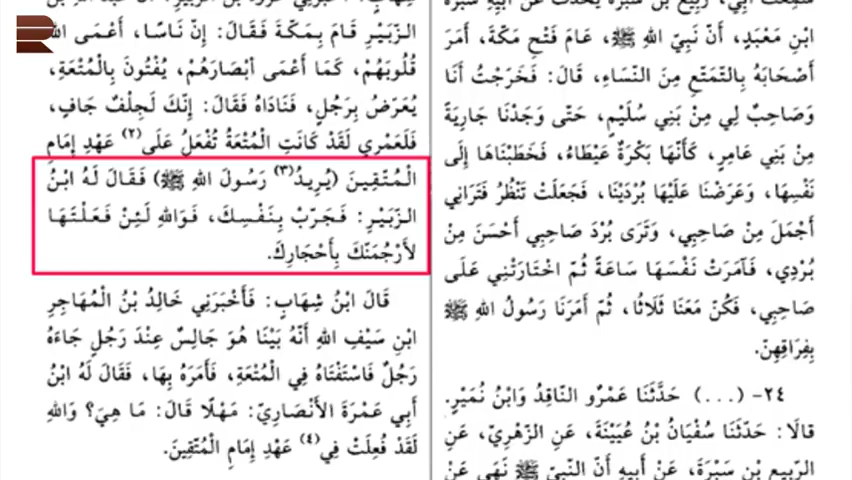 سَمِعْتُ أَبِي، رَبِيعَ بْنَ سَبْرَةَ يُحَدِّثُ عَنْ أَبِيهِ سَبْرَةَ
ابْنِ مَعْبَدٍ، أَنَّ نَبِيَّ اللهِ ﷺ، عَامَ فَتْحِ مَكَّةَ، أَمَرَ
أَصْحَابَهُ بِالتَّمَتُّعِ مِنَ النِّسَاءِ، قَالَ: فَخَرَجْتُ أَنَا
وَصَاحِبٌ لِي مِنْ بَنِي سُلَيْمٍ، حَتَّى وَجَدْنَا جَارِيَةً
مِنْ بَنِي عَامِرٍ، كَأَنَّهَا بَكْرَةٌ عَيْطَاءُ، فَخَطَبْنَاهَا إِلَى
نَفْسِهَا، وَعَرَضْنَا عَلَيْهَا بُرْدَيْنَا، فَجَعَلَتْ تَنْظُرُ فَتَرَانِي
أَجْمَلَ مِنْ صَاحِبِي، وَتَرَى بُرْدَ صَاحِبِي أَحْسَنَ مِنْ
بُرْدِي، فَآمَرَتْ نَفْسَهَا سَاعَةً ثُمَّ اخْتَارَتْنِي عَلَى
صَاحِبِي، فَكُنَّ مَعَنَا ثَلَاثًا، ثُمَّ أَمَرَنَا رَسُولُ اللهِ ﷺ
بِفِرَاقِهِنَّ.
٢٤- (...) حَدَّثَنَا عَمْرٌو النَّاقِدُ وَابْنُ نُمَيْرٍ.
قَالَا: حَدَّثَنَا سُفْيَانُ بْنُ عُيَيْنَةَ، عَنِ الزُّهْرِيِّ، عَنِ
الرَّبِيعِ بْنِ سَبْرَةَ، عَنْ أَبِيهِ أَنَّ النَّبِيَّ ﷺ نَهَى عَنْ
الزُّبَيْرِ قَامَ بِمَكَّةَ فَقَالَ: إِنَّ نَاسًا، أَعْمَى اللهُ
قُلُوبَهُمْ، كَمَا أَعْمَى أَبْصَارَهُمْ، يُفْتُونَ بِالْمُتْعَةِ،
يُعَرِّضُ بِرَجُلٍ، فَنَادَاهُ فَقَالَ: إِنَّكَ لَجِلْفٌ جَافٍ،
فَلَعَمْرِي لَقَدْ كَانَتِ الْمُتْعَةُ تُفْعَلُ عَلَى(٢) عَهْدِ إِمَامِ
الْمُتَّقِينَ (يُرِيدُ(٣) رَسُولَ اللهِ ﷺ) فَقَالَ لَهُ ابْنُ
الزُّبَيْرِ: فَجَرِّبْ بِنَفْسِكَ، فَوَاللهِ لَئِنْ فَعَلْتَهَا
لَأَرْجُمَنَّكَ بِأَحْجَارِكَ.
قَالَ ابْنُ شِهَابٍ: فَأَخْبَرَنِي خَالِدُ بْنُ الْمُهَاجِرِ
ابْنِ سَيْفِ اللهِ أَنَّهُ بَيْنَا هُوَ جَالِسٌ عِنْدَ رَجُلٍ جَاءَهُ
رَجُلٌ فَاسْتَفْتَاهُ فِي الْمُتْعَةِ، فَأَمَرَهُ بِهَا، فَقَالَ لَهُ ابْنُ
أَبِي عَمْرَةَ الْأَنْصَارِيُّ: مَهْلًا قَالَ: مَا هِيَ؟ وَاللهِ
لَقَدْ فُعِلَتْ فِي(٤) عَهْدِ إِمَامِ الْمُتَّقِينَ.